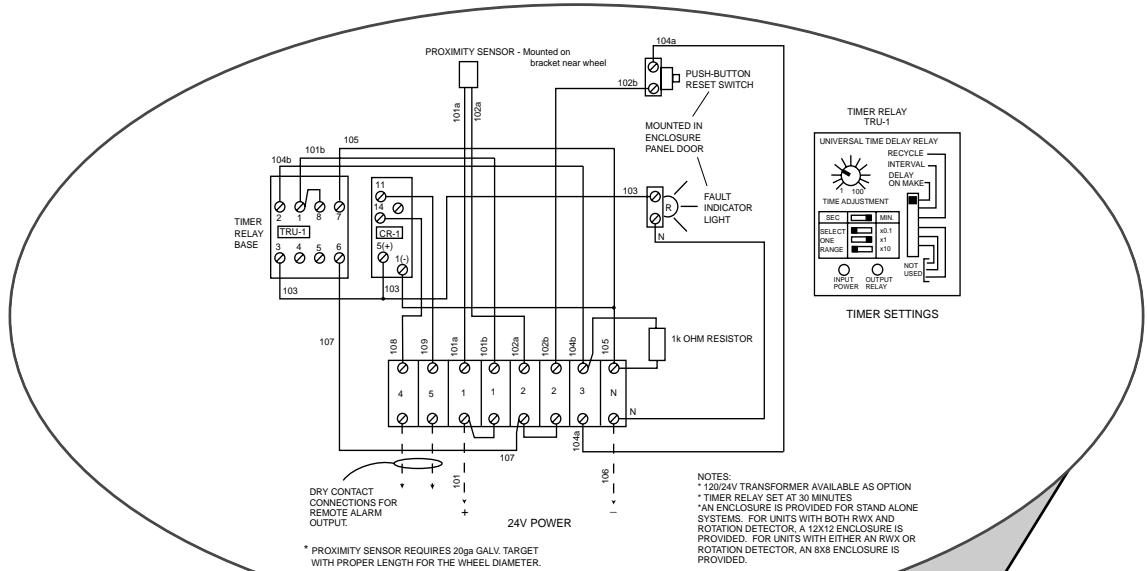 104a
PROXIMITY SENSOR - Mounted on
bracket near wheel
PUSH-BUTTON
RESET SWITCH
102b
101a
102a
MOUNTED IN
ENCLOSURE
PANEL DOOR
TIMER RELAY
TRU-1
UNIVERSAL TIME DELAY RELAY
RECYCLE
INTERVAL
DELAY
ON MAKE
1 100
TIME ADJUSTMENT
SEC MIN.
SELECT x0.1
ONE x1
RANGE x10
NOT
USED
INPUT
POWER
OUTPUT
RELAY
TIMER SETTINGS
105
101b
104b
103
R
FAULT
INDICATOR
LIGHT
N
TIMER
RELAY
BASE
2 1 8 7
TRU-1
3 4 5 6
11
14
CR-1
5(+)
1(-)
103
103
107
108
109
101a
101b
102a
102b
104b
105
1k OHM RESISTOR
4 5 1 1 2 2 3 N
N
107
104a
101
106
+
–
24V POWER
DRY CONTACT
CONNECTIONS FOR
REMOTE ALARM
OUTPUT.
* PROXIMITY SENSOR REQUIRES 20ga GALV. TARGET
WITH PROPER LENGTH FOR THE WHEEL DIAMETER.
NOTES:
* 120/24V TRANSFORMER AVAILABLE AS OPTION
* TIMER RELAY SET AT 30 MINUTES
*AN ENCLOSURE IS PROVIDED FOR STAND ALONE
SYSTEMS. FOR UNITS WITH BOTH RWX AND
ROTATION DETECTOR, A 12X12 ENCLOSURE IS
PROVIDED. FOR UNITS WITH EITHER AN RWX OR
ROTATION DETECTOR, AN 8X8 ENCLOSURE IS
PROVIDED.